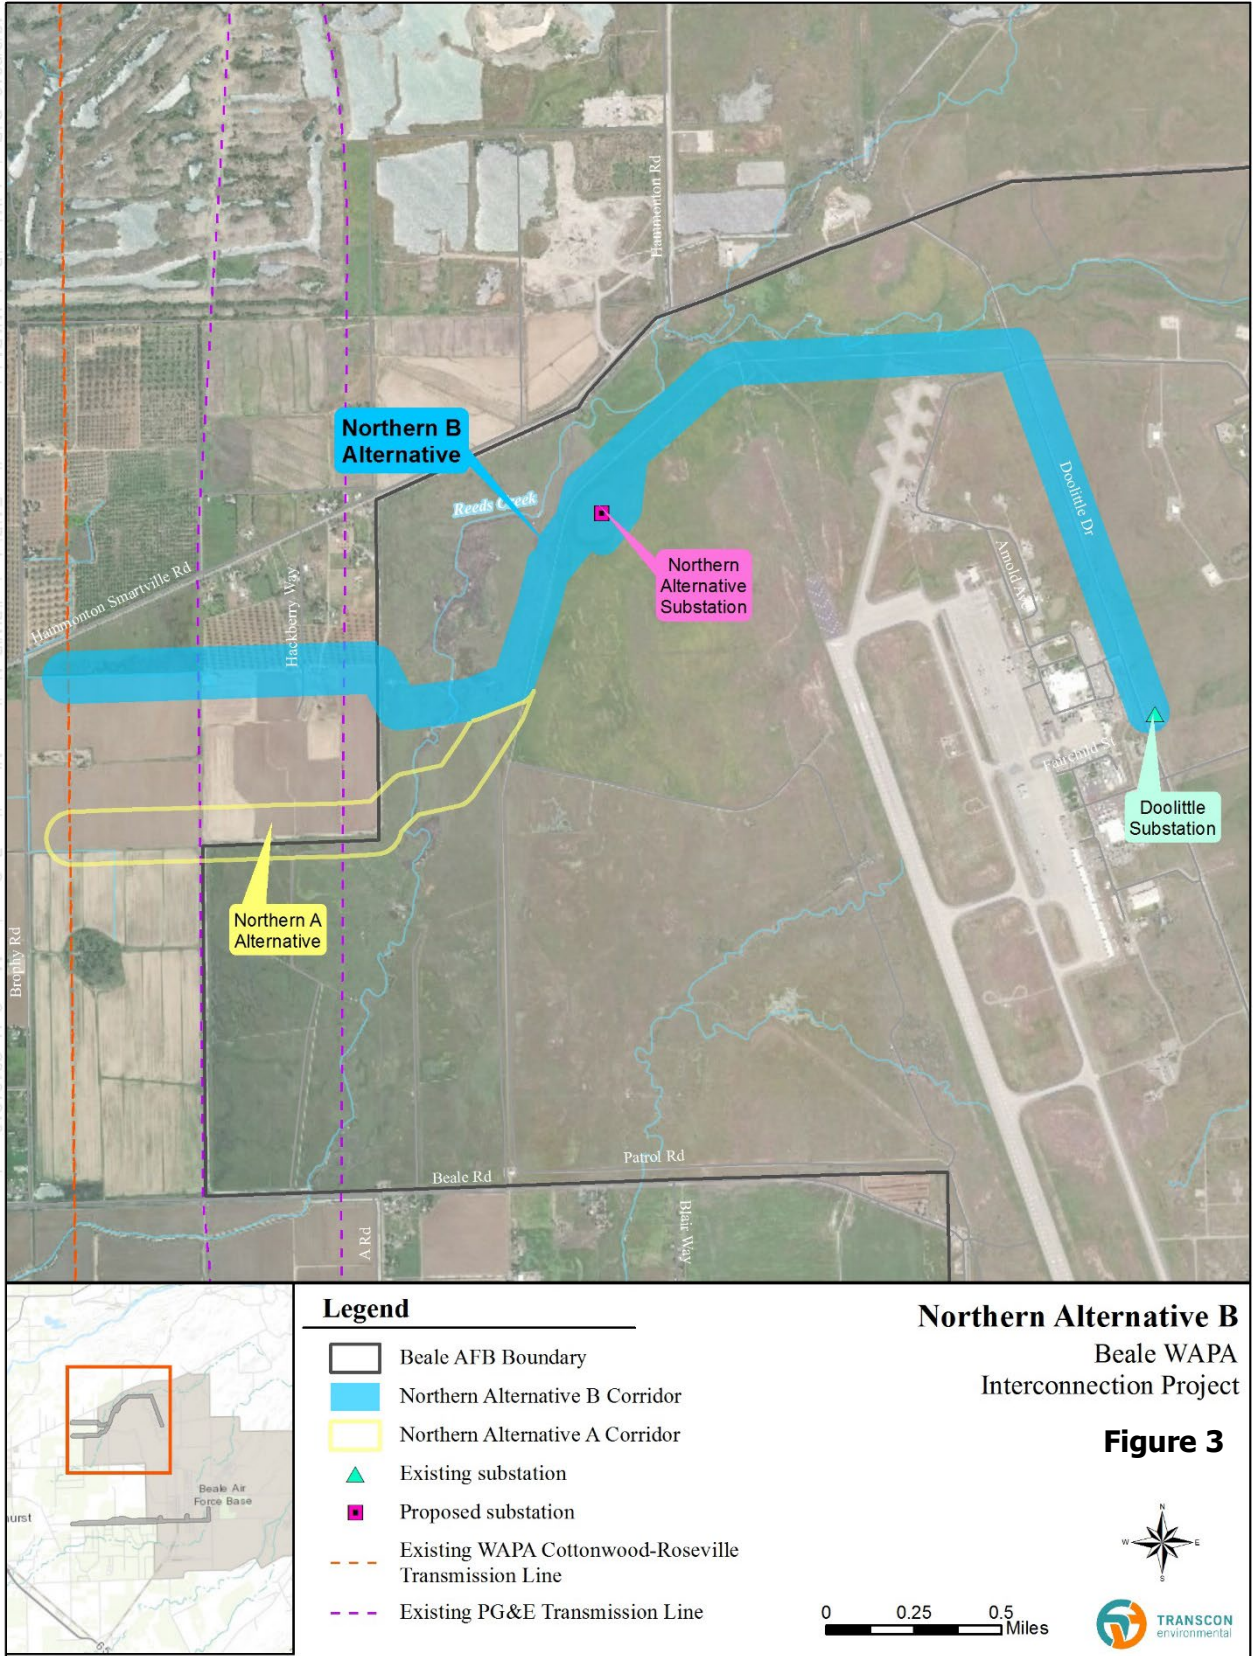 Hammonton Rd
Northern B
Alternative
Reeds Creek
Doolittle Dr
Northern
Alternative
Substation
Arnold Ave
Hammonton Smartville Rd
Hackberry Way
Fairchild St
Doolittle
Substation
Northern A
Alternative
Brophy Rd
Patrol Rd
Beale Rd
Blair Way
A Rd
Legend
Beale AFB Boundary
Northern Alternative B Corridor
Northern Alternative A Corridor
Existing substation
Proposed substation
Existing WAPA Cottonwood-Roseville
Transmission Line
Existing PG&E Transmission Line
Northern Alternative B
Beale WAPA
Interconnection Project
Figure 3
N
W E
S
0 0.25 0.5
Miles
TRANSCON
environmental
Beale Air
Force Base
hurst
65